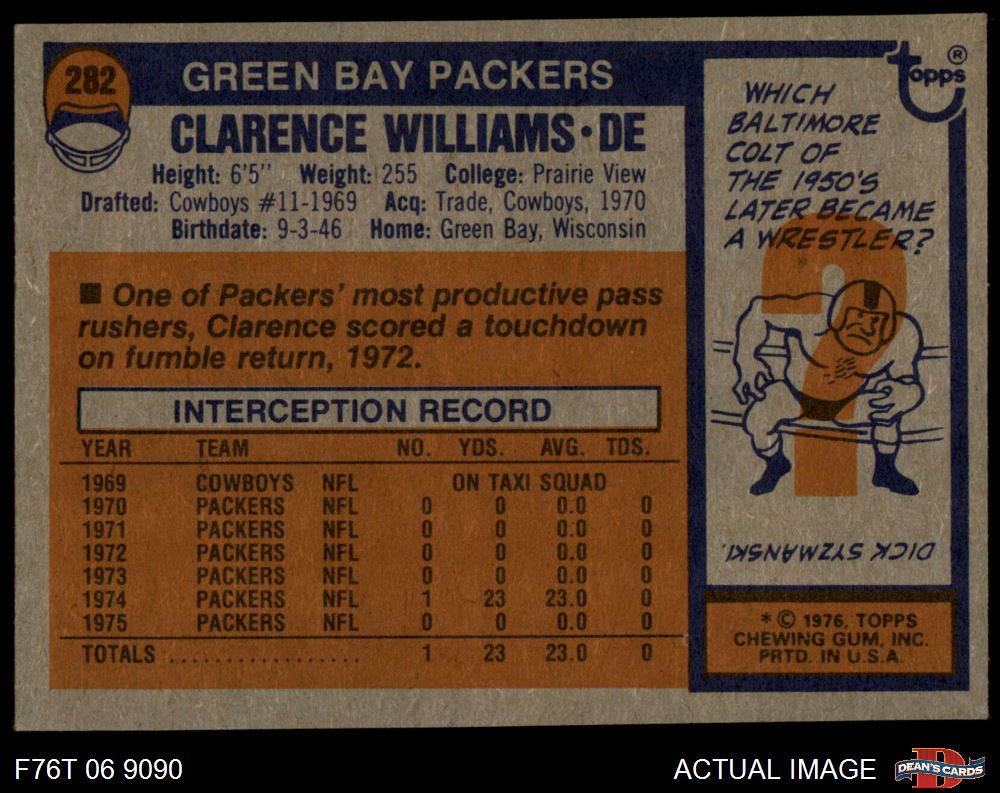 282
GREEN BAY PACKERS
CLARENCE WILLIAMS•DE
Height: 6'5" Weight: 255 College: Prairie View
Drafted: Cowboys #11-1969 Acq: Trade, Cowboys, 1970
Birthdate: 9-3-46 Home: Green Bay, Wisconsin
■ One of Packers' most productive pass
rushers, Clarence scored a touchdown
on fumble return, 1972.
INTERCEPTION RECORD
YEAR TEAM NO. YDS. AVG. TDS.
1969 COWBOYS NFL ON TAXI SQUAD
1970 PACKERS NFL 0 0 0.0 0
1971 PACKERS NFL 0 0 0.0 0
1972 PACKERS NFL 0 0 0.0 0
1973 PACKERS NFL 0 0 0.0 0
1974 PACKERS NFL 1 23 23.0 0
1975 PACKERS NFL 0 0 0.0 0
TOTALS .................. 1 23 23.0 0
Topps®
WHICH
BALTIMORE
COLT OF
THE 1950'S
LATER BECAME
A WRESTLER?
?
DICK SYZMANSKI.
* © 1976, TOPPS
CHEWING GUM, INC.
PRTD. IN U.S.A.
F76T 06 9090
ACTUAL IMAGE
D
DEAN'S CARDS